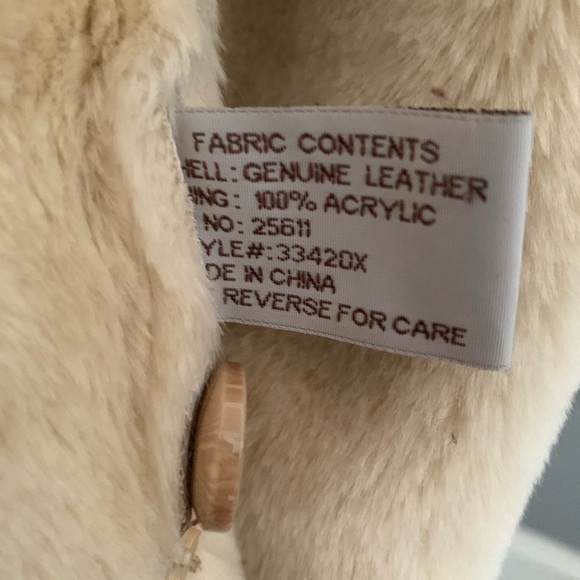 FABRIC CONTENTS
HELL: GENUINE LEATHER
ING: 100% ACRYLIC
NO: 25611
YLE#: 33420X
DE IN CHINA
REVERSE FOR CARE